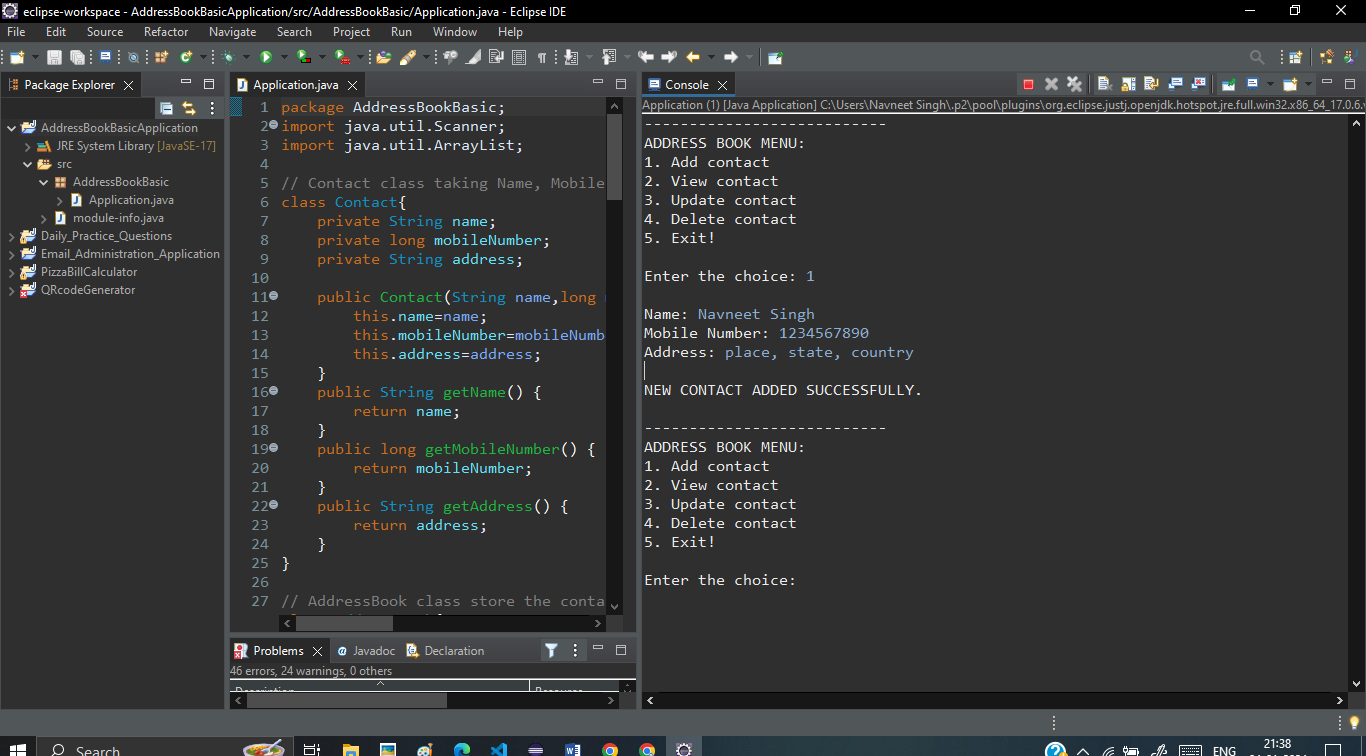 eclipse-workspace - AddressBookBasicApplication/src/AddressBookBasic/Application.java - Eclipse IDE
File Edit Source Refactor Navigate Search Project Run Window Help
Package Explorer
AddressBookBasicApplication
JRE System Library [JavaSE-17]
src
AddressBookBasic
Application.java
module-info.java
Daily_Practice_Questions
Email_Administration_Application
PizzaBillCalculator
QRcodeGenerator
Application.java
1 package AddressBookBasic;
2 import java.util.Scanner;
3 import java.util.ArrayList;
4
5 // Contact class taking Name, Mobile
6 class Contact{
7 private String name;
8 private long mobileNumber;
9 private String address;
10
11 public Contact(String name,long
12 this.name=name;
13 this.mobileNumber=mobileNumb
14 this.address=address;
15 }
16 public String getName() {
17 return name;
18 }
19 public long getMobileNumber() {
20 return mobileNumber;
21 }
22 public String getAddress() {
23 return address;
24 }
25 }
26
27 // AddressBook class store the conta
Problems Javadoc Declaration
46 errors, 24 warnings, 0 others
Description Resource
Console
Application (1) [Java Application] C:\Users\Navneet Singh\.p2\pool\plugins\org.eclipse.justj.openjdk.hotspot.jre.full.win32.x86_64_17.0.6.v
---------------------------
ADDRESS BOOK MENU:
1. Add contact
2. View contact
3. Update contact
4. Delete contact
5. Exit!
Enter the choice: 1
Name: Navneet Singh
Mobile Number: 1234567890
Address: place, state, country
NEW CONTACT ADDED SUCCESSFULLY.
---------------------------
ADDRESS BOOK MENU:
1. Add contact
2. View contact
3. Update contact
4. Delete contact
5. Exit!
Enter the choice:
Search
ENG
21:38